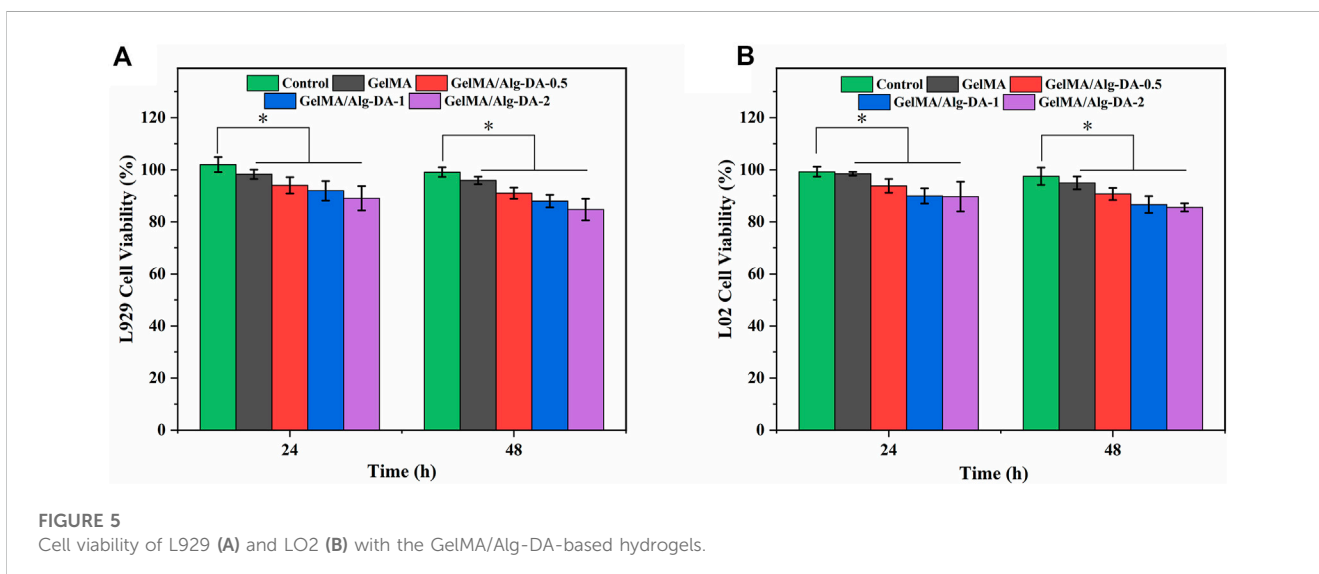 A
Control GelMA GelMA/Alg-DA-0.5
GelMA/Alg-DA-1 GelMA/Alg-DA-2
120
100
80
60
40
20
0
L929 Cell Viability (%)
* *
24 48
Time (h)
B
Control GelMA GelMA/Alg-DA-0.5
GelMA/Alg-DA-1 GelMA/Alg-DA-2
120
100
80
60
40
20
0
L02 Cell Viability (%)
* *
24 48
Time (h)
FIGURE 5
Cell viability of L929 (A) and LO2 (B) with the GelMA/Alg-DA-based hydrogels.